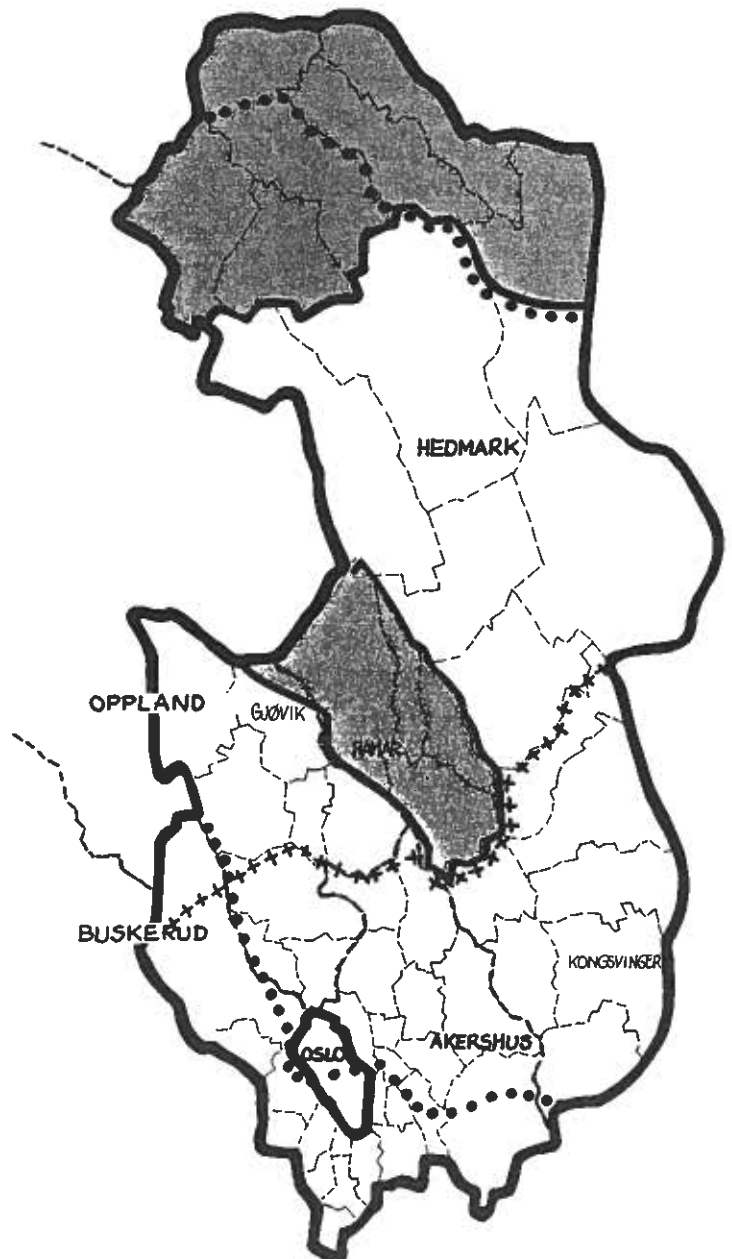 HEDMARK
OPPLAND
GJØVIK
HAMAR
BUSKERUD
KONGSVINGER
OSLO
AKERSHUS